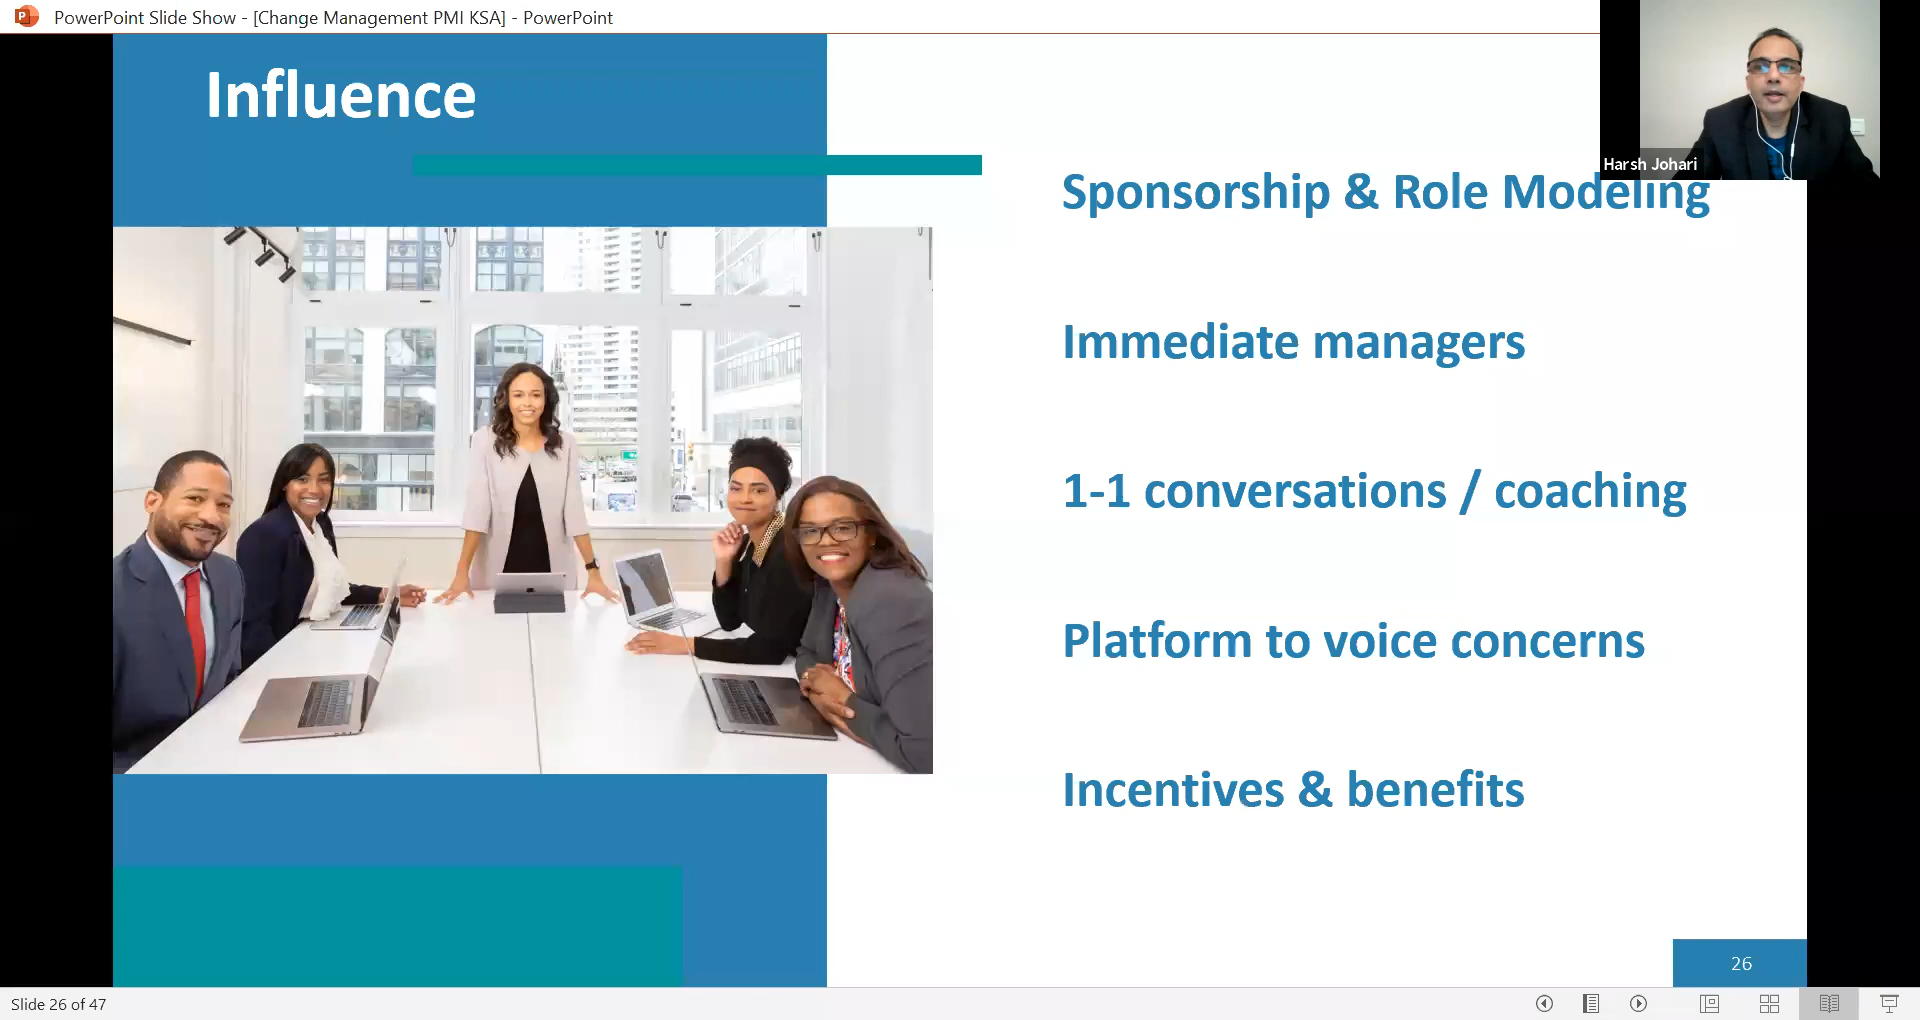 PowerPoint Slide Show - [Change Management PMI KSA] - PowerPoint
Influence
Harsh Johari
Sponsorship & Role Modeling
Immediate managers
1-1 conversations / coaching
Platform to voice concerns
Incentives & benefits
26
Slide 26 of 47